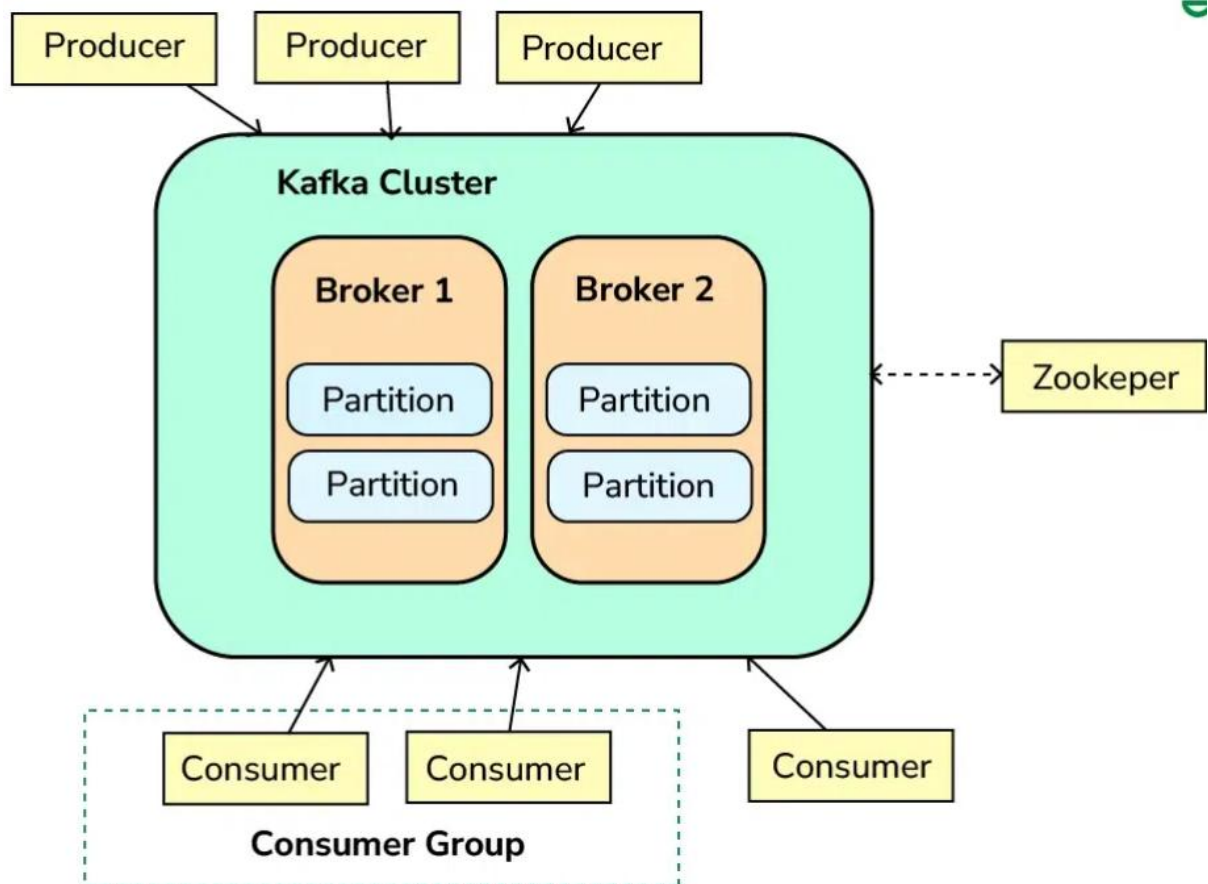 Producer
Producer
Producer
Kafka Cluster
Broker 1
Broker 2
Partition
Partition
Zookeper
Partition
Partition
Consumer
Consumer
Consumer
Consumer Group